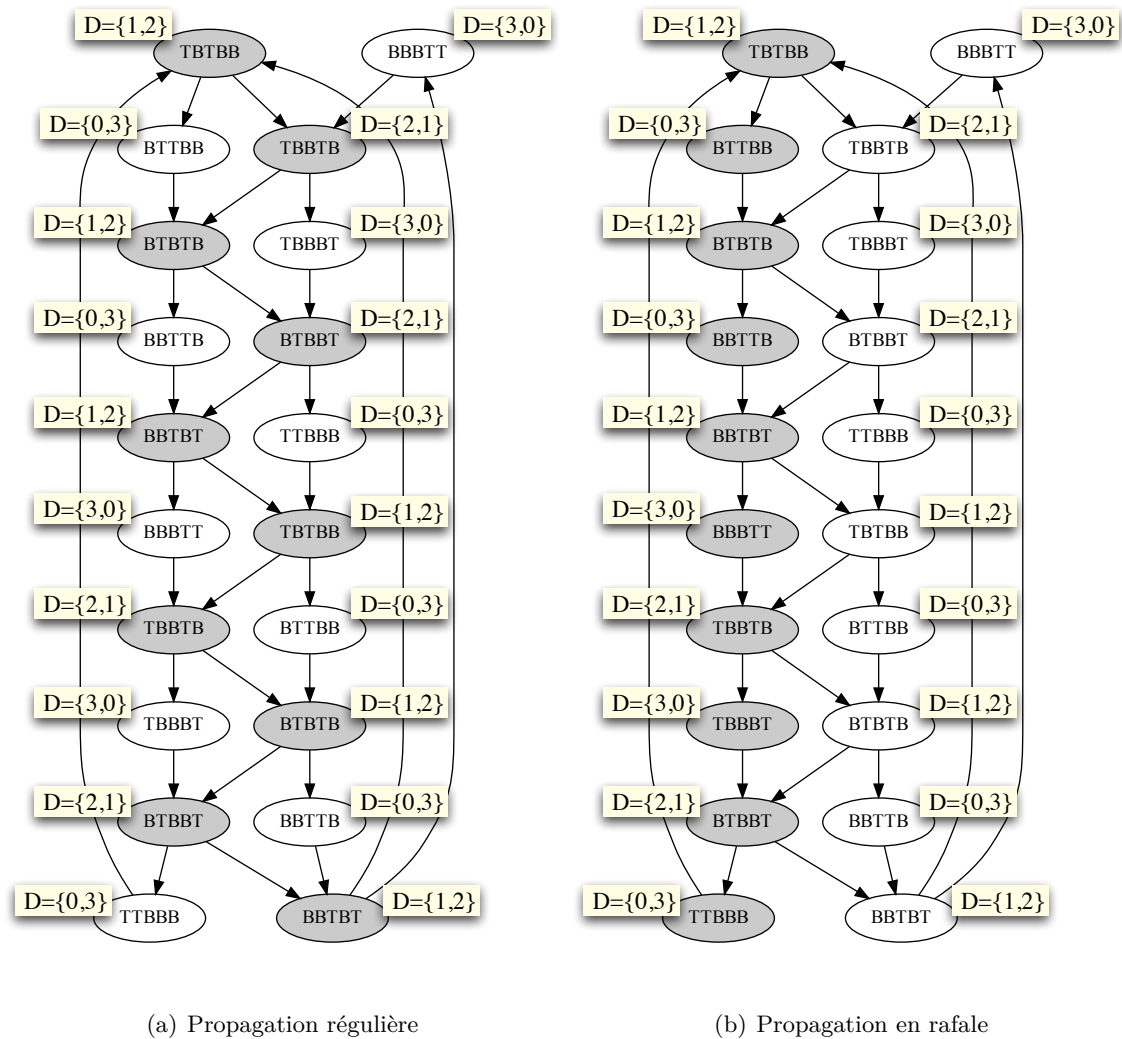 D={1,2} TBTBB BBBTT D={3,0}
D={0,3} BTTBB TBBTB D={2,1}
D={1,2} BTBTB TBBBT D={3,0}
D={0,3} BBTTB BTBBT D={2,1}
D={1,2} BBTBT TTBBB D={0,3}
D={3,0} BBBTT TBTBB D={1,2}
D={2,1} TBBTB BTTBB D={0,3}
D={3,0} TBBBT BTBTB D={1,2}
D={2,1} BTBBT BBTTB D={0,3}
D={0,3} TTBBB BBTBT D={1,2}
(a) Propagation régulière
D={1,2} TBTBB BBBTT D={3,0}
D={0,3} BTTBB TBBTB D={2,1}
D={1,2} BTBTB TBBBT D={3,0}
D={0,3} BBTTB BTBBT D={2,1}
D={1,2} BBTBT TTBBB D={0,3}
D={3,0} BBBTT TBTBB D={1,2}
D={2,1} TBBTB BTTBB D={0,3}
D={3,0} TBBBT BTBTB D={1,2}
D={2,1} BTBBT BBTTB D={0,3}
D={0,3} TTBBB BBTBT D={1,2}
(b) Propagation en rafale